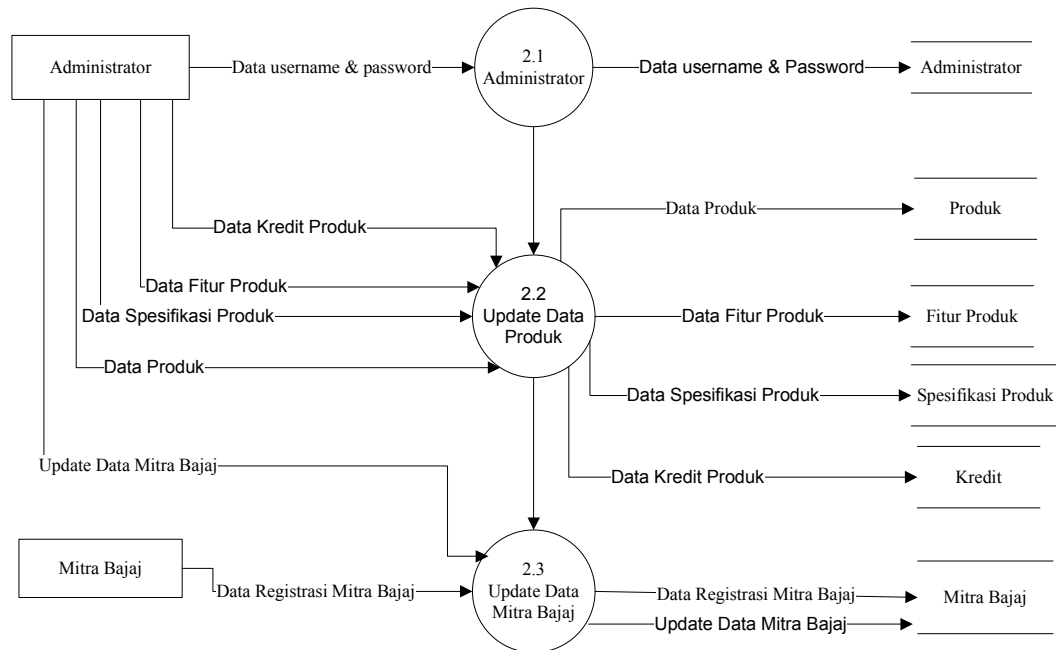 Administrator
Data username & password
2.1
Administrator
Data username & Password
Administrator
Data Kredit Produk
Data Fitur Produk
Data Spesifikasi Produk
Data Produk
2.2
Update Data
Produk
Data Produk
Produk
Data Fitur Produk
Fitur Produk
Data Spesifikasi Produk
Spesifikasi Produk
Data Kredit Produk
Kredit
Update Data Mitra Bajaj
Mitra Bajaj
Data Registrasi Mitra Bajaj
2.3
Update Data
Mitra Bajaj
Data Registrasi Mitra Bajaj
Update Data Mitra Bajaj
Mitra Bajaj